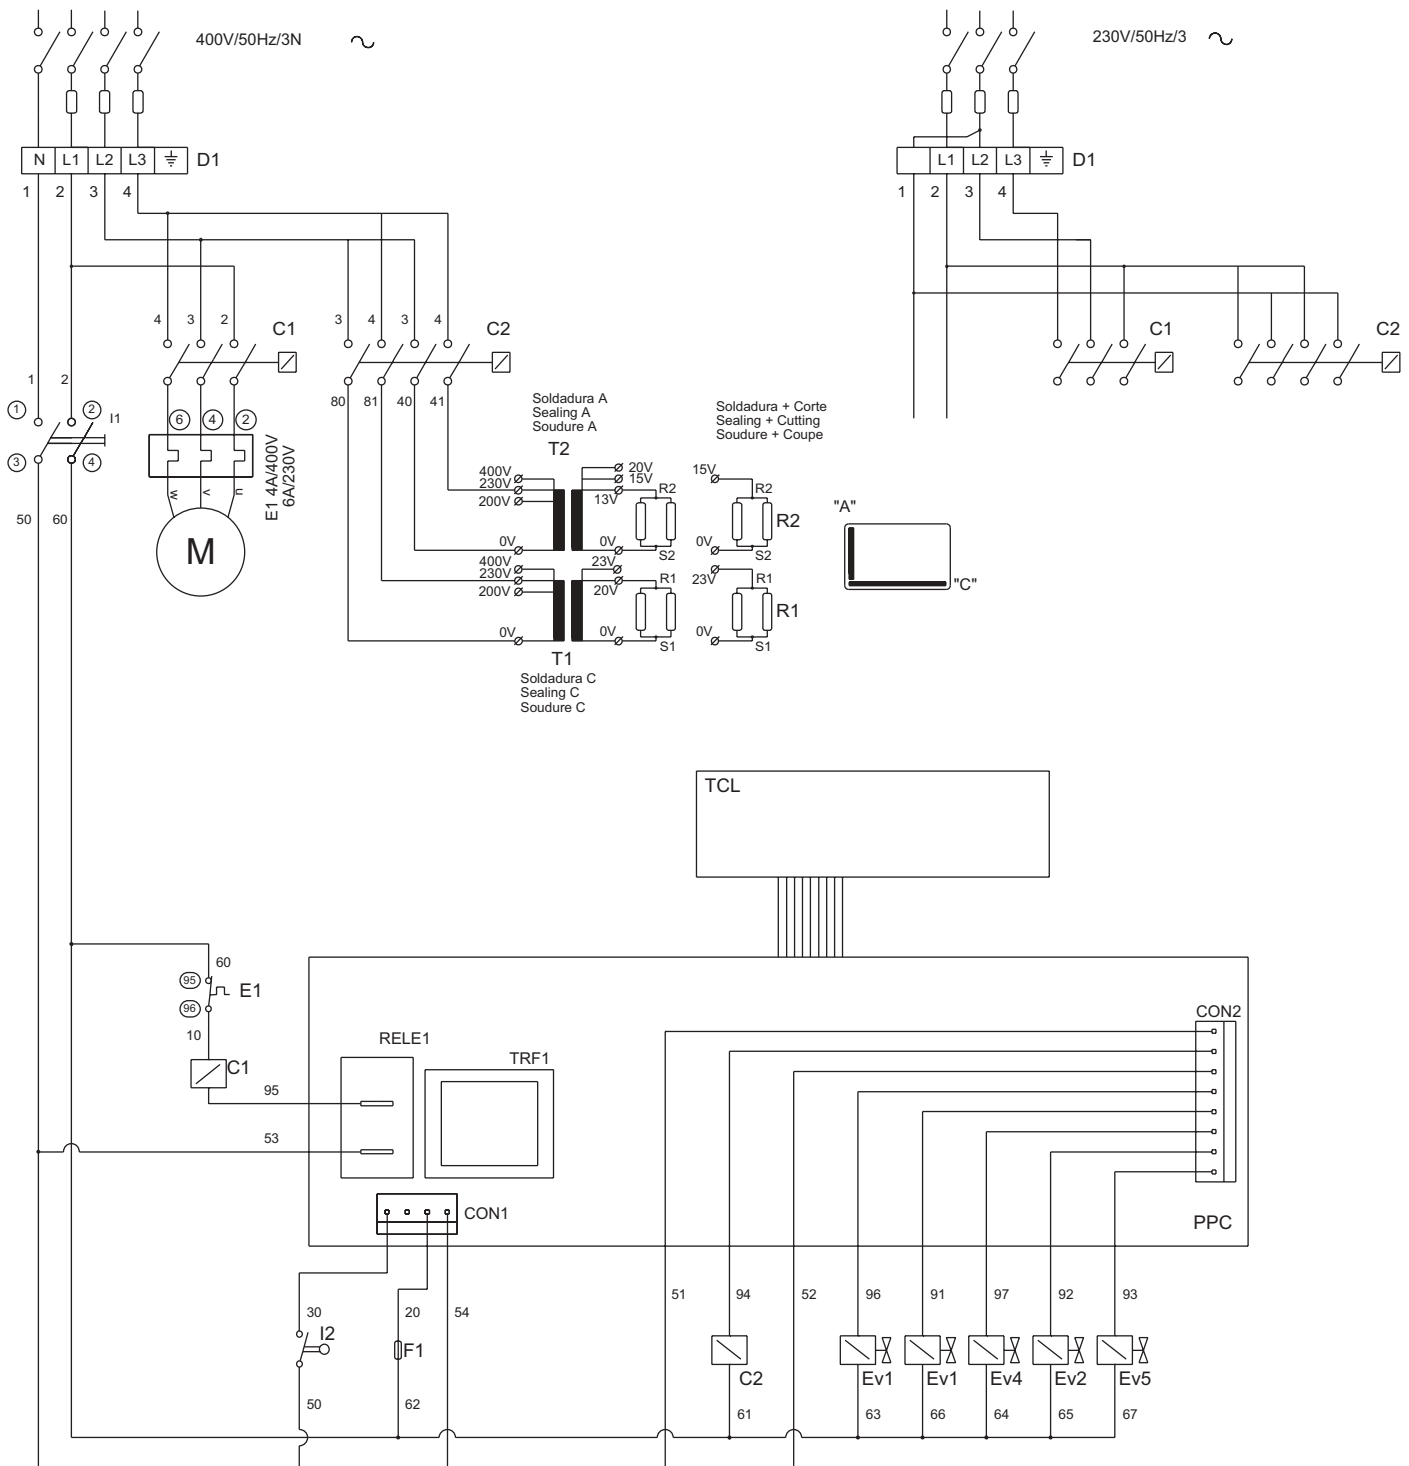 400V/50Hz/3N
230V/50Hz/3
N L1 L2 L3 D1
L1 L2 L3 D1
1 2 3 4
1 2 3 4
4 3 2 C1
3 4 3 4 C2
C1 C2
1 2
1 2 I1
3 4
50 60
6 4 2
w v u
M
E1 4A/400V
6A/230V
80 81 40 41
Soldadura A
Sealing A
Soudure A
T2
Soldadura + Corte
Sealing + Cutting
Soudure + Coupe
400V 20V 15V
230V 15V R2 R2
200V 13V
R2
0V 0V S2 0V S2
400V 23V
230V R1 23V R1
200V 20V
R1
0V 0V S1 0V S1
T1
Soldadura C
Sealing C
Soudure C
"A"
"C"
TCL
60
95 E1
96
10
C1
95
53
RELE1
TRF1
CON2
CON1
PPC
30 20 54 51 94 52 96 91 97 92 93
I2 F1
C2 Ev1 Ev1 Ev4 Ev2 Ev5
50 62 61 63 66 64 65 67